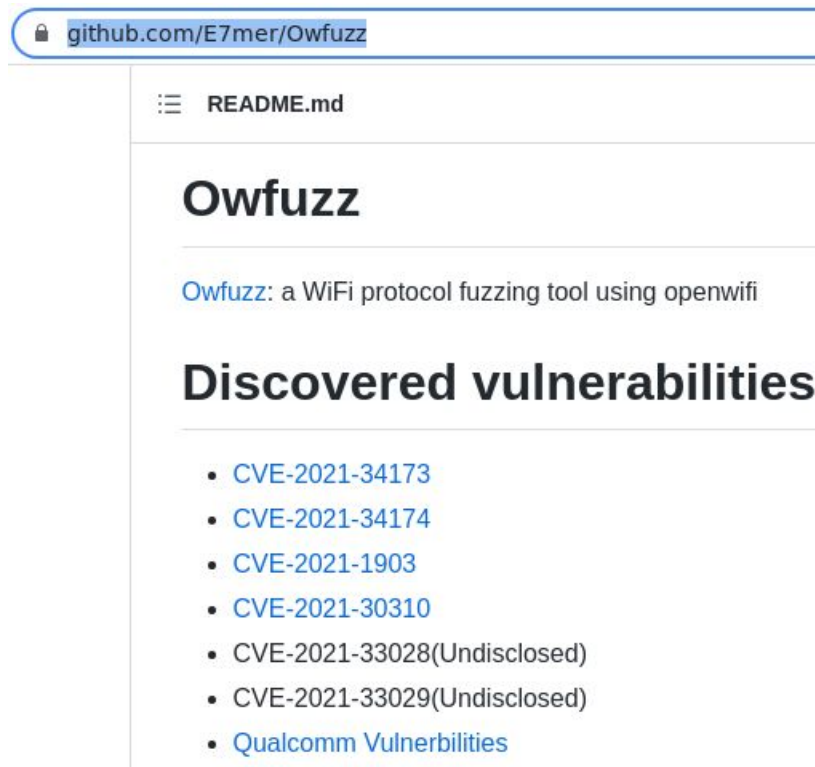 github.com/E7mer/Owfuzz
README.md
Owfuzz
Owfuzz: a WiFi protocol fuzzing tool using openwifi
Discovered vulnerabilities
CVE-2021-34173
CVE-2021-34174
CVE-2021-1903
CVE-2021-30310
CVE-2021-33028(Undisclosed)
CVE-2021-33029(Undisclosed)
Qualcomm Vulnerbilities